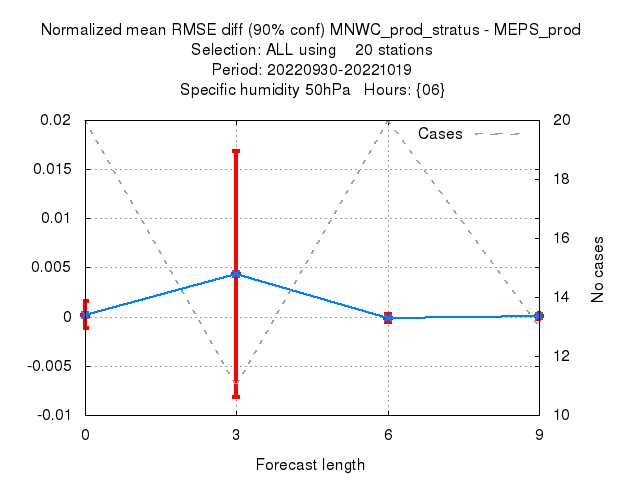 Normalized mean RMSE diff (90% conf) MNWC_prod_stratus - MEPS_prod
Selection: ALL using    20 stations
Period: 20220930-20221019
Specific humidity 50hPa   Hours: {06}
Cases
0.02
0.015
0.01
0.005
0
-0.005
-0.01
20
18
16
14
12
10
No cases
0 3 6 9
Forecast length